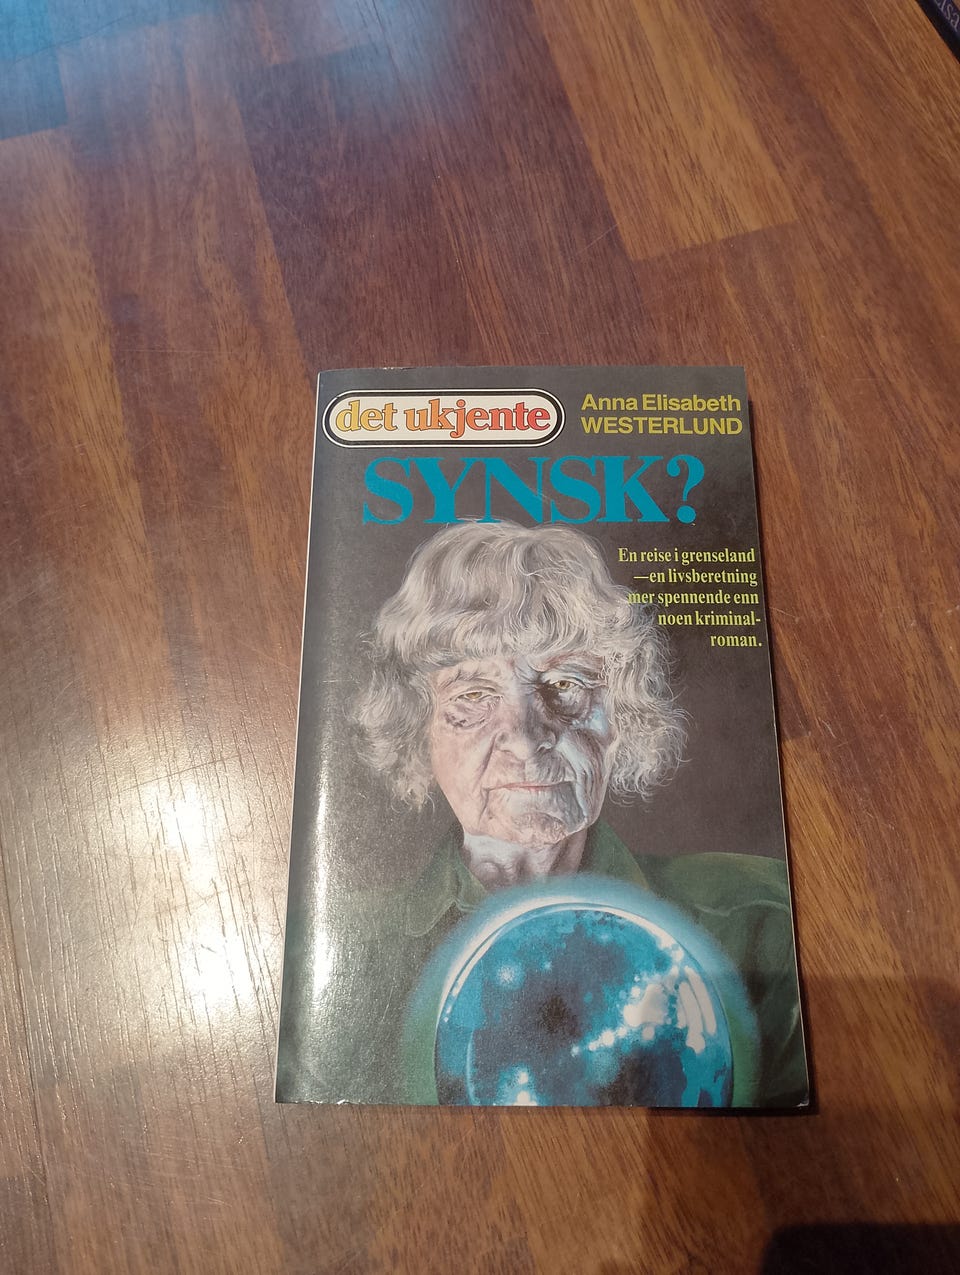 det ukjente
Anna Elisabeth
WESTERLUND
SYNSK?
En reise i grenseland
—en livsberetning
mer spennende enn
noen kriminal-
roman.